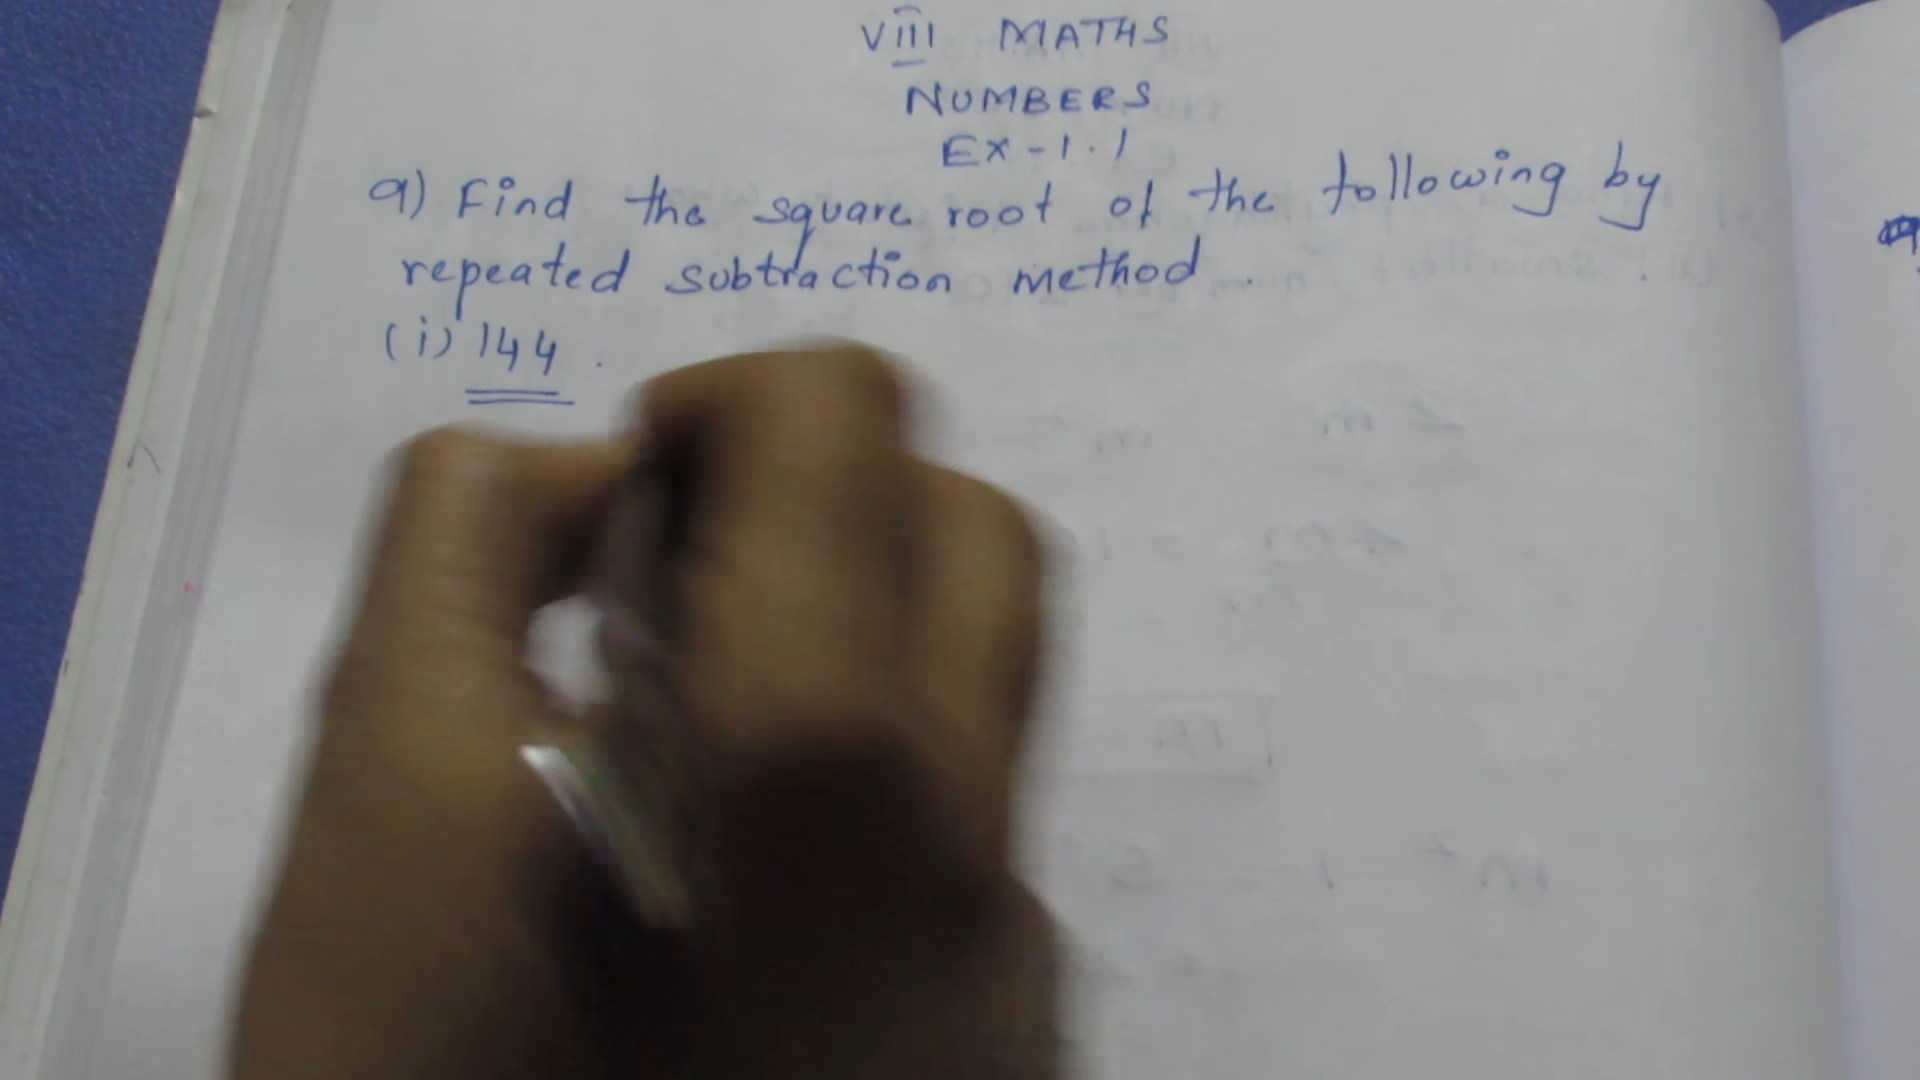 VIII MATHS
NUMBERS
EX-1.1
9) Find the square root of the following by
repeated subtraction method.
(i) 144.